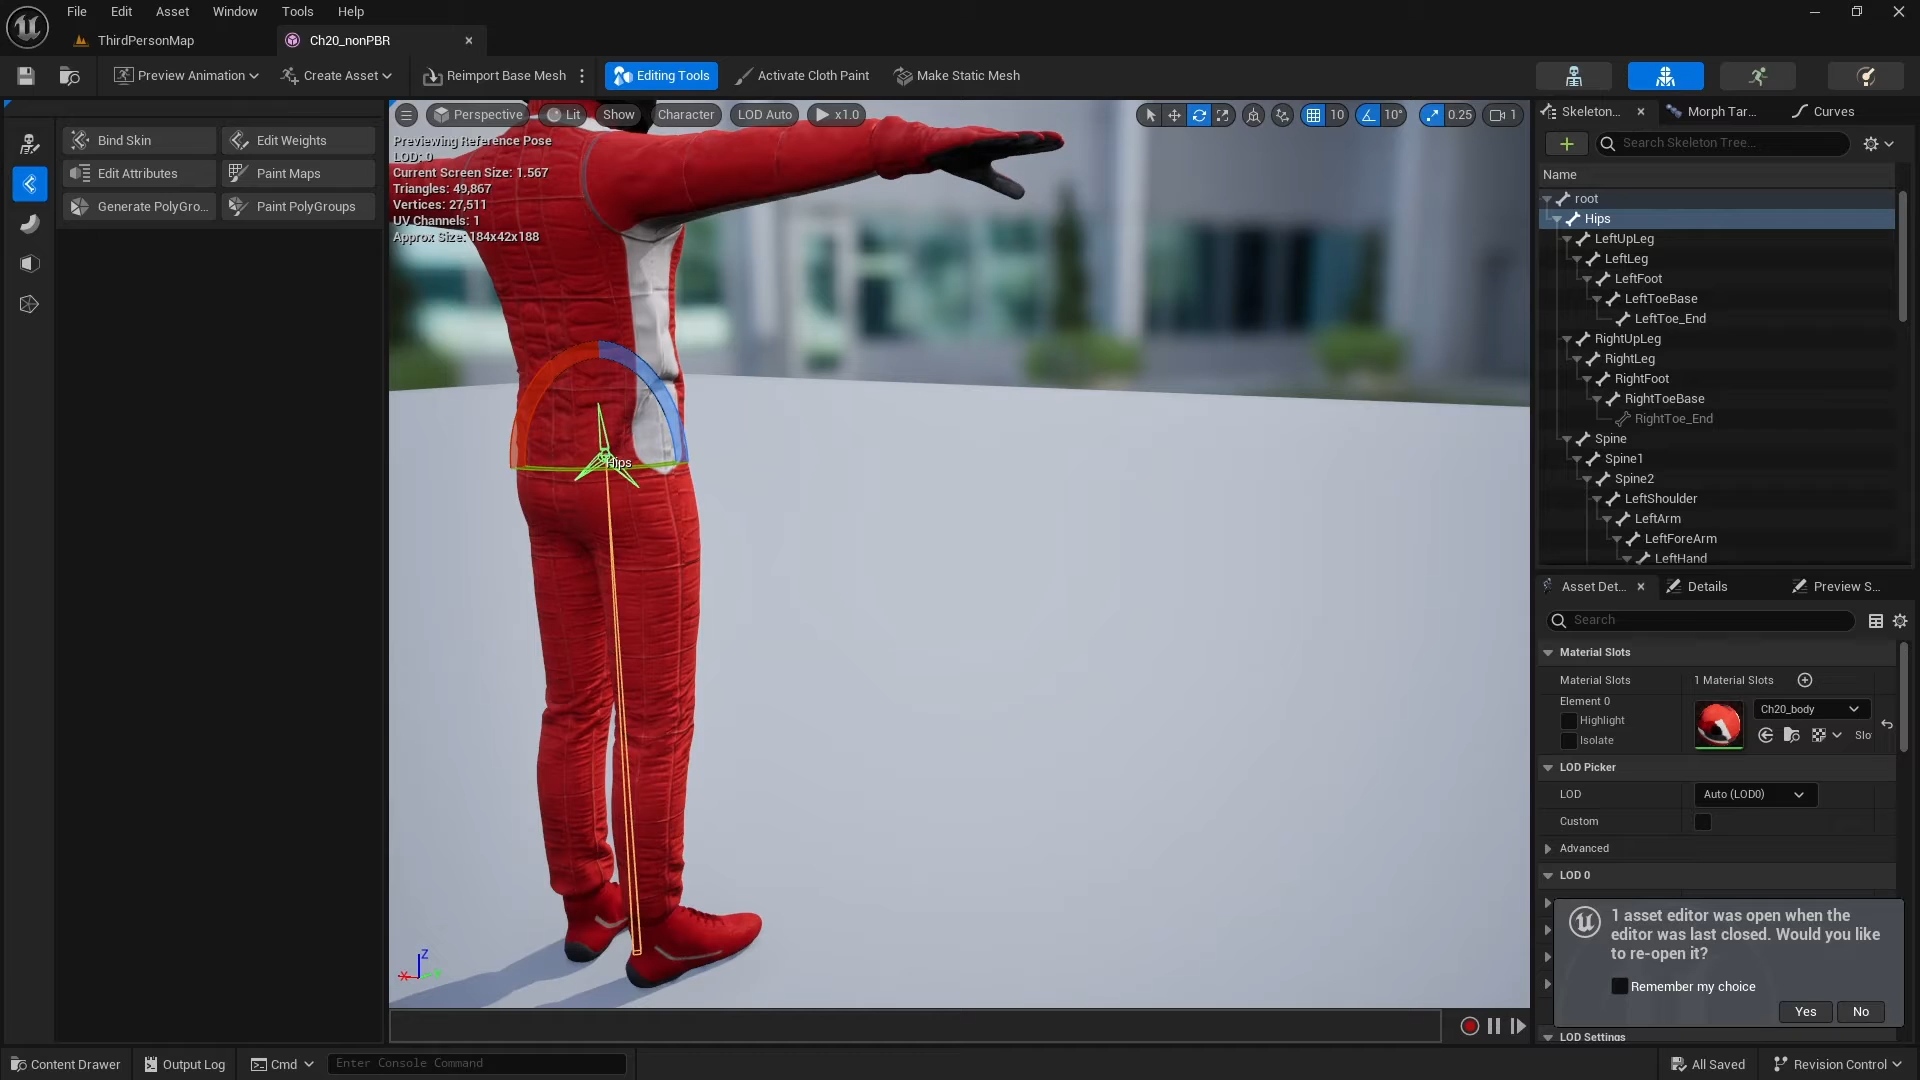 File Edit Asset Window Tools Help
ThirdPersonMap
Ch20_nonPBR
Preview Animation
Create Asset
Reimport Base Mesh
Editing Tools
Activate Cloth Paint
Make Static Mesh
Bind Skin
Edit Weights
Edit Attributes
Paint Maps
Generate PolyGro...
Paint PolyGroups
Perspective
Lit
Show
Character
LOD Auto
x1.0
10
10°
0.25
1
Previewing Reference Pose
LOD: 0
Current Screen Size: 1.567
Triangles: 49,867
Vertices: 27,511
UV Channels: 1
Approx Size: 184x42x188
Hips
Z
X
Skeleton...
Morph Tar...
Curves
Search Skeleton Tree...
Name
root
Hips
LeftUpLeg
LeftLeg
LeftFoot
LeftToeBase
LeftToe_End
RightUpLeg
RightLeg
RightFoot
RightToeBase
RightToe_End
Spine
Spine1
Spine2
LeftShoulder
LeftArm
LeftForeArm
LeftHand
Asset Det...
Details
Preview S...
Search
Material Slots
Material Slots
1 Material Slots
Element 0
Highlight
Isolate
Ch20_body
Slo
LOD Picker
LOD
Auto (LOD0)
Custom
Advanced
LOD 0
1 asset editor was open when the
editor was last closed. Would you like
to re-open it?
Remember my choice
Yes
No
LOD Settings
Content Drawer
Output Log
Cmd
Enter Console Command
All Saved
Revision Control